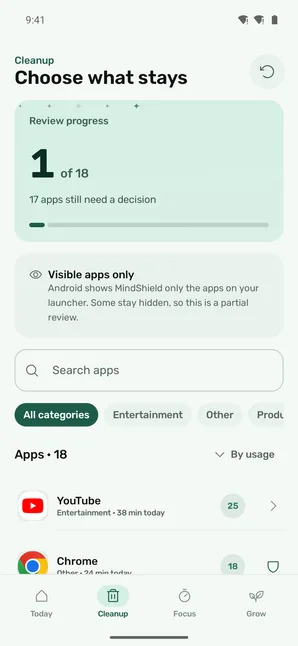 9:41
Cleanup
Choose what stays
Review progress
1 of 18
17 apps still need a decision
Visible apps only
Android shows MindShield only the apps on your
launcher. Some stay hidden, so this is a partial
review.
Search apps
All categories
Entertainment
Other
Produ
Apps • 18
By usage
YouTube
Entertainment • 38 min today
25
Chrome
Other • 24 min today
18
Today
Cleanup
Focus
Grow